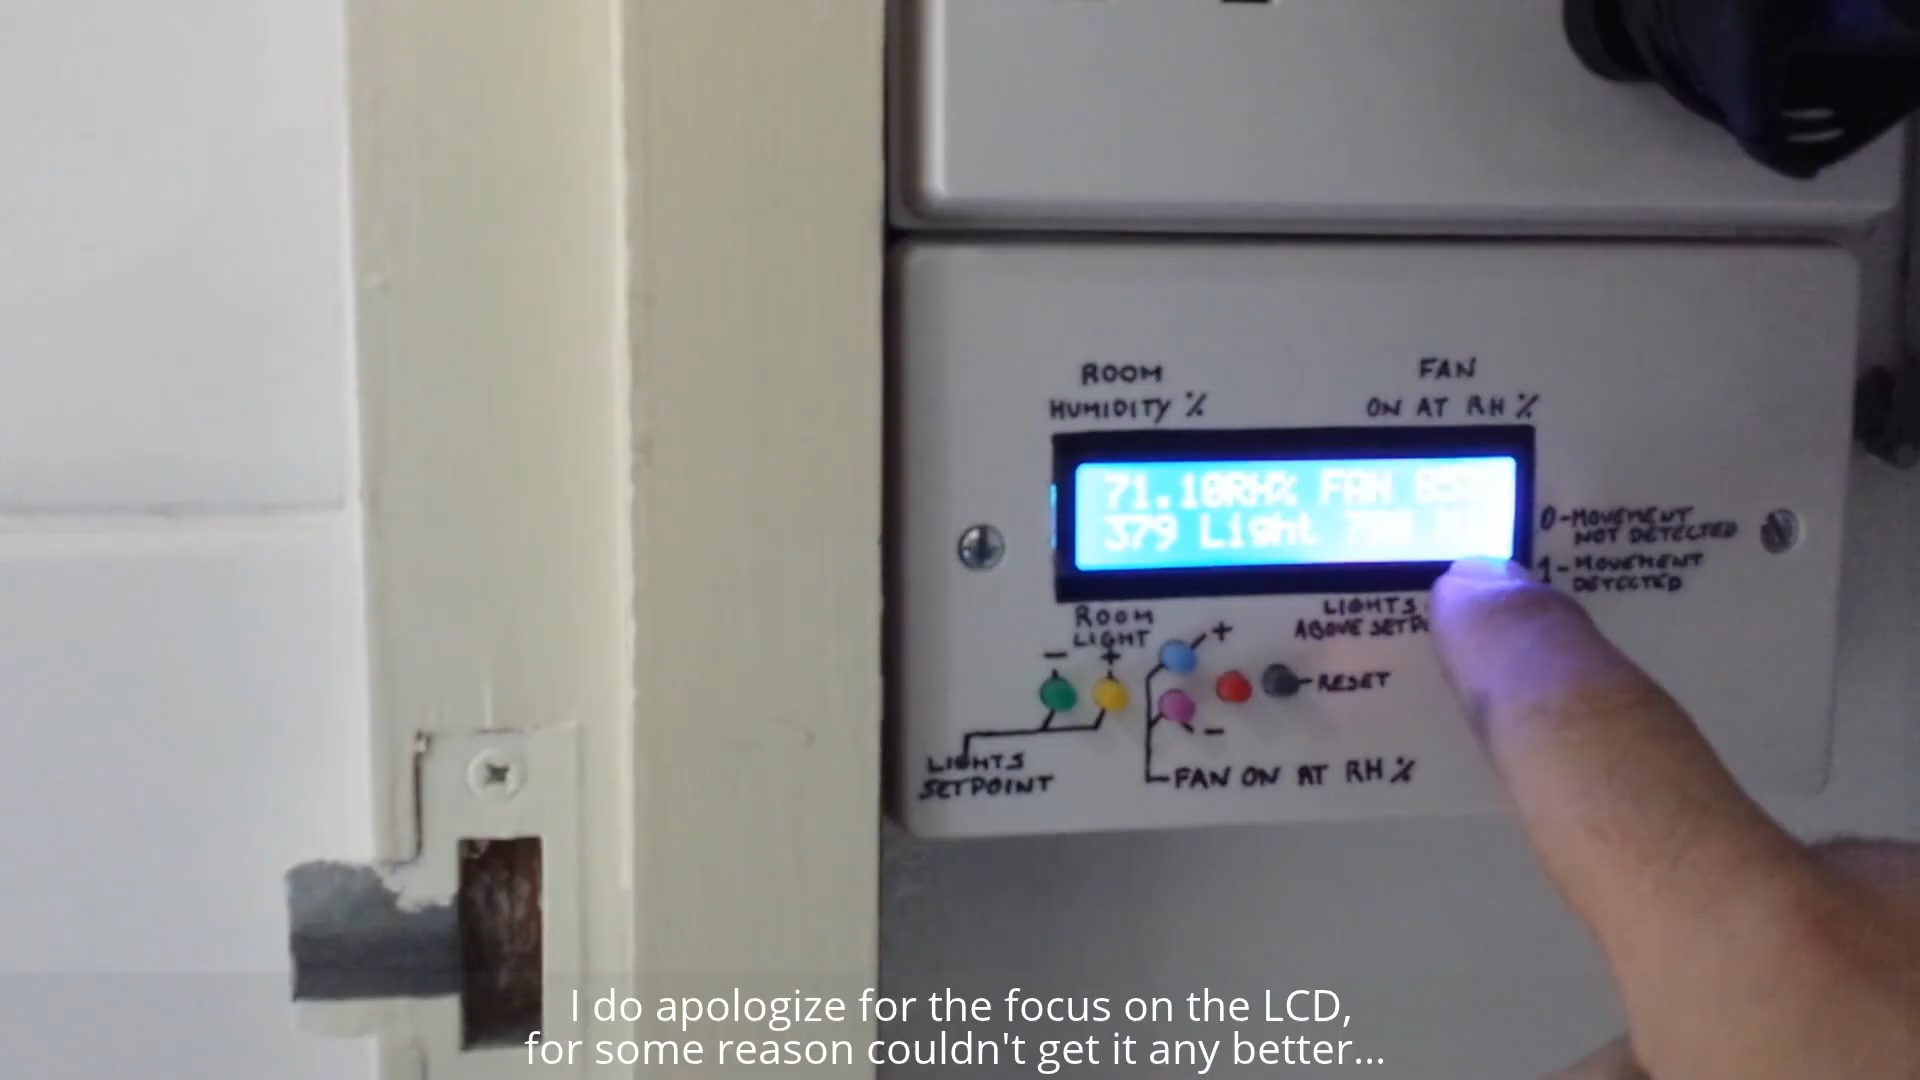 ROOM
HUMIDITY %
FAN
ON AT RH %
71.10RH% FAN 85
379 Light
0-MOVEMENT
NOT DETECTED
1-MOVEMENT
DETECTED
ROOM
LIGHT
LIGHTS
ABOVE
- + +
RESET
-
LIGHTS
SETPOINT
FAN ON AT RH %
I do apologize for the focus on the LCD,
for some reason couldn't get it any better...